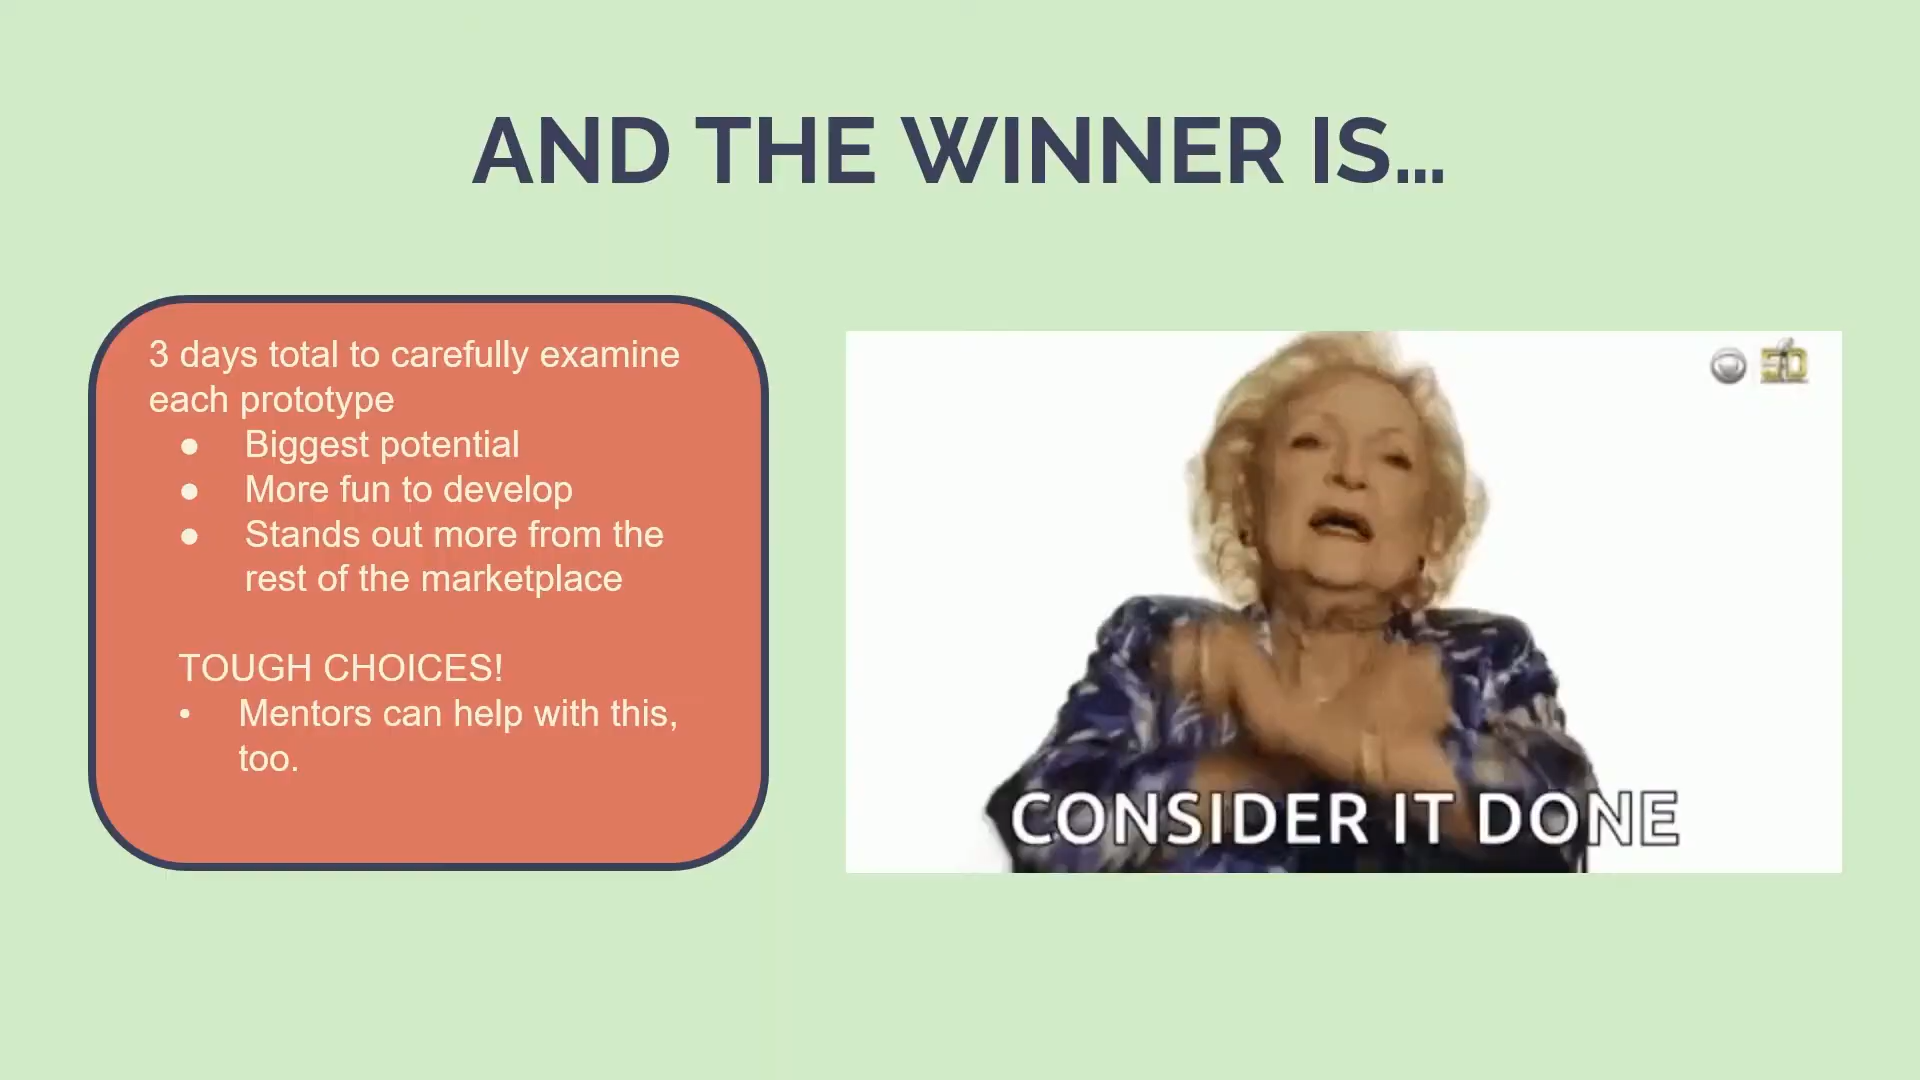 AND THE WINNER IS…
3 days total to carefully examine
each prototype
● Biggest potential
● More fun to develop
● Stands out more from the
rest of the marketplace
TOUGH CHOICES!
• Mentors can help with this,
too.
50
CONSIDER IT DONE